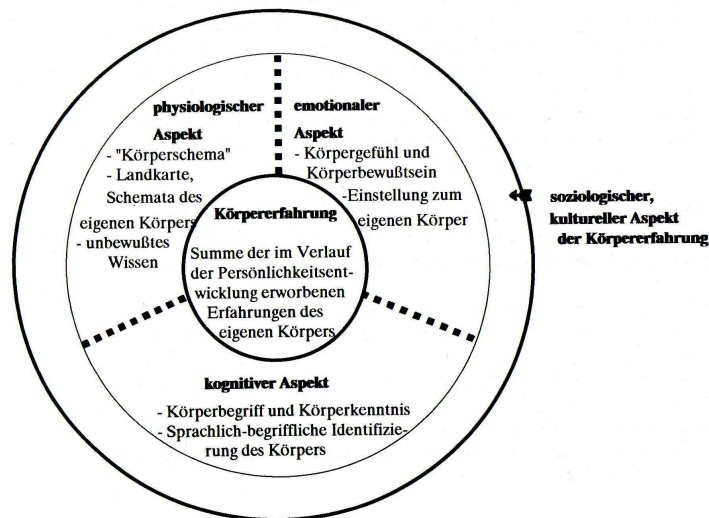 physiologischer
Aspekt
- "Körperschema"
- Landkarte,
Schemata des
eigenen Körpers
- unbewußtes
Wissen
emotionaler
Aspekt
- Körpergefühl und
Körperbewußtsein
-Einstellung zum
eigenen Körper
Körpererfahrung
Summe der im Verlauf
der Persönlichkeitsent-
wicklung erworbenen
Erfahrungen des
eigenen Körpers
kognitiver Aspekt
- Körperbegriff und Körperkenntnis
- Sprachlich-begriffliche Identifizie-
rung des Körpers
soziologischer,
kultureller Aspekt
der Körpererfahrung